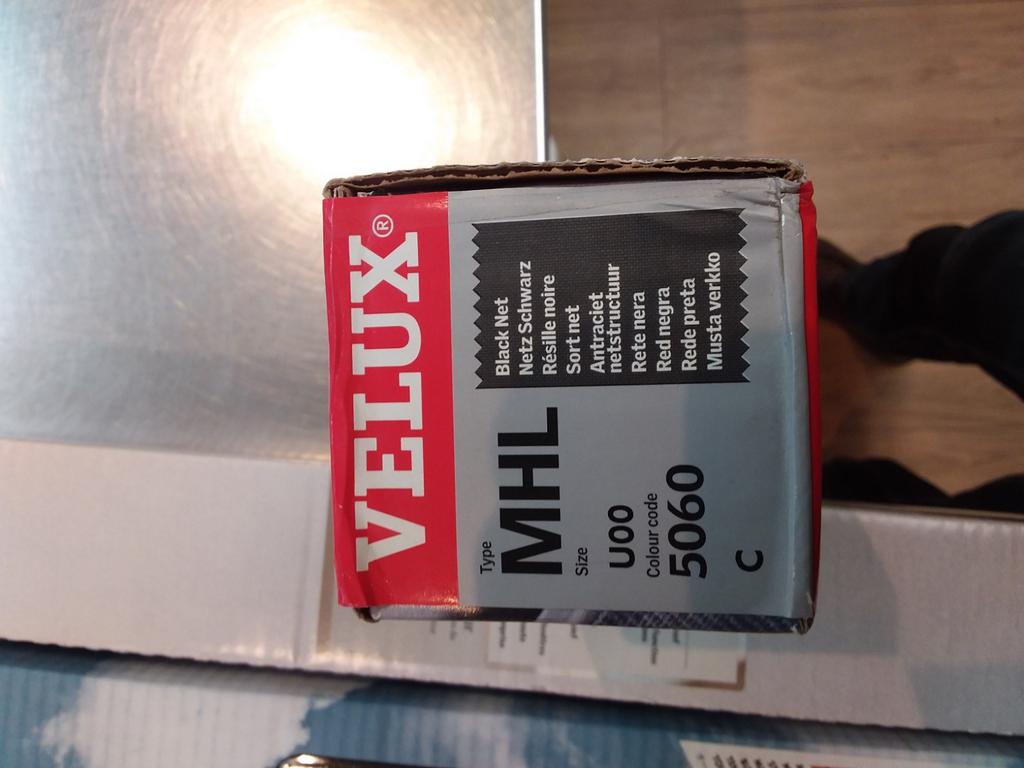 VELUX®
Type
MHL
Size
U00
Colour code
5060
C
Black Net
Netz Schwarz
Résille noire
Sort net
Antraciet
netstructuur
Rete nera
Red negra
Rede preta
Musta verkko